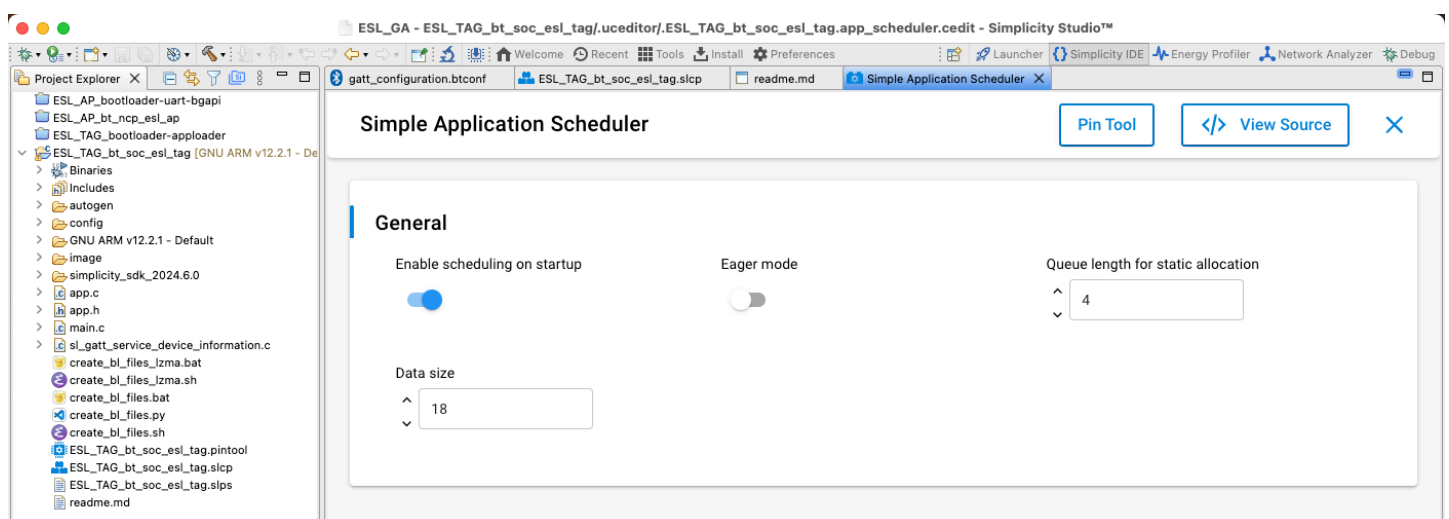 ESL_GA - ESL_TAG_bt_soc_esl_tag/.uceditor/.ESL_TAG_bt_soc_esl_tag.app_scheduler.cedit - Simplicity Studio™
Welcome Recent Tools Install Preferences Launcher {} Simplicity IDE Energy Profiler Network Analyzer Debug
Project Explorer
gatt_configuration.btconf ESL_TAG_bt_soc_esl_tag.slcp readme.md Simple Application Scheduler
ESL_AP_bootloader-uart-bgapi
ESL_AP_bt_ncp_esl_ap
ESL_TAG_bootloader-apploader
ESL_TAG_bt_soc_esl_tag [GNU ARM v12.2.1 - De
Binaries
Includes
autogen
config
GNU ARM v12.2.1 - Default
image
simplicity_sdk_2024.6.0
app.c
app.h
main.c
sl_gatt_service_device_information.c
create_bl_files_lzma.bat
create_bl_files_lzma.sh
create_bl_files.bat
create_bl_files.py
create_bl_files.sh
ESL_TAG_bt_soc_esl_tag.pintool
ESL_TAG_bt_soc_esl_tag.slcp
ESL_TAG_bt_soc_esl_tag.slps
readme.md
Simple Application Scheduler
Pin Tool
</> View Source
General
Enable scheduling on startup
Eager mode
Queue length for static allocation
4
Data size
18